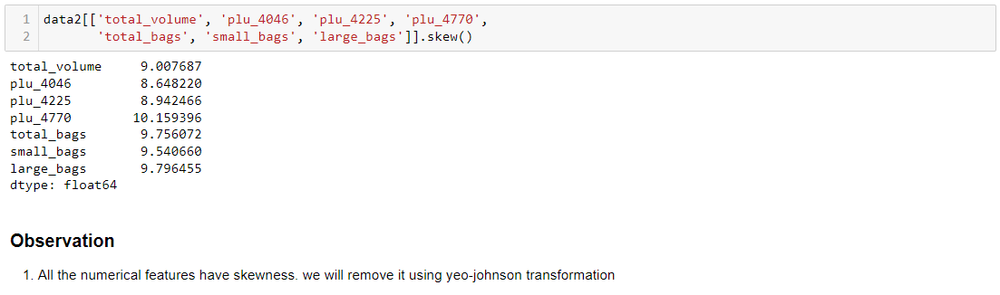 1 data2[['total_volume', 'plu_4046', 'plu_4225', 'plu_4770',
2        'total_bags', 'small_bags', 'large_bags']].skew()
total_volume     9.007687
plu_4046         8.648220
plu_4225         8.942466
plu_4770        10.159396
total_bags       9.756072
small_bags       9.540660
large_bags       9.796455
dtype: float64
Observation
1. All the numerical features have skewness. we will remove it using yeo-johnson transformation